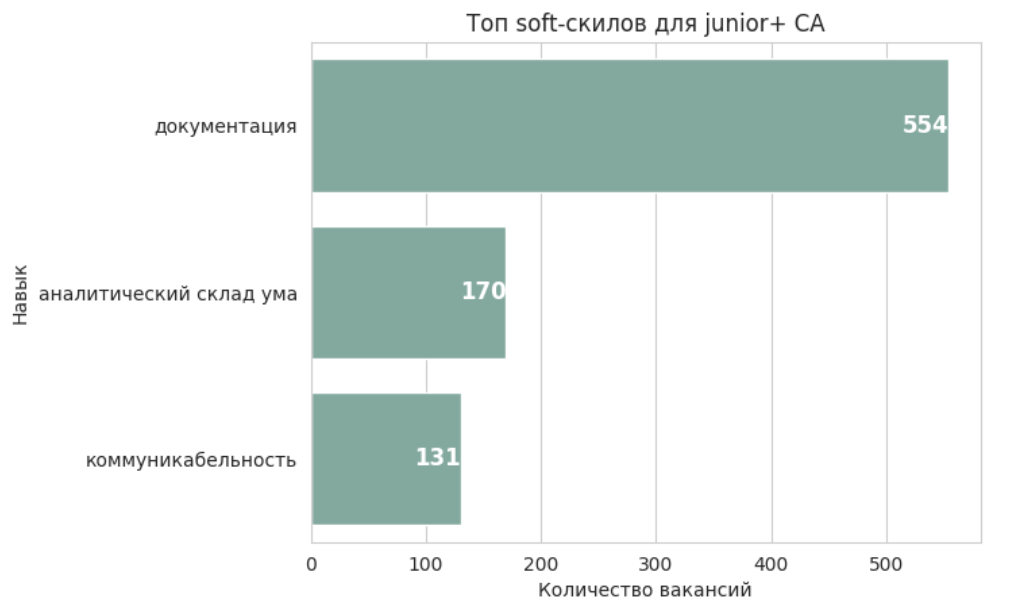 Топ soft-скилов для junior+ СА
документация
554
Навык
аналитический склад ума
170
коммуникабельность
131
0 100 200 300 400 500
Количество вакансий